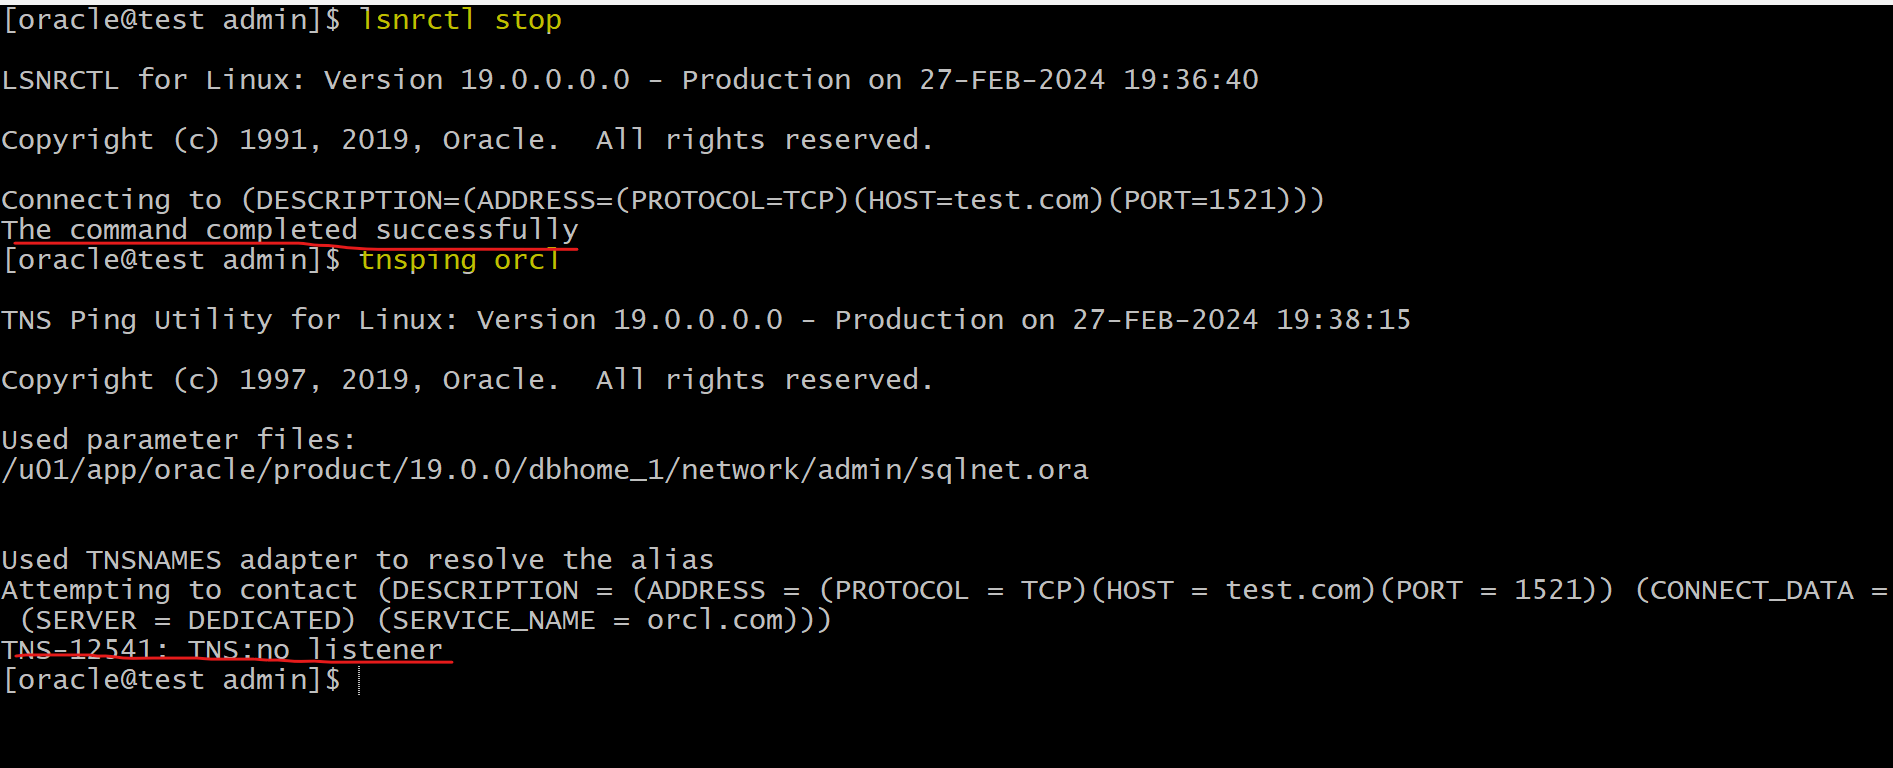 [oracle@test admin]$ lsnrctl stop
LSNRCTL for Linux: Version 19.0.0.0.0 - Production on 27-FEB-2024 19:36:40
Copyright (c) 1991, 2019, Oracle.  All rights reserved.
Connecting to (DESCRIPTION=(ADDRESS=(PROTOCOL=TCP)(HOST=test.com)(PORT=1521)))
The command completed successfully
[oracle@test admin]$ tnsping orcl
TNS Ping Utility for Linux: Version 19.0.0.0.0 - Production on 27-FEB-2024 19:38:15
Copyright (c) 1997, 2019, Oracle.  All rights reserved.
Used parameter files:
/u01/app/oracle/product/19.0.0/dbhome_1/network/admin/sqlnet.ora
Used TNSNAMES adapter to resolve the alias
Attempting to contact (DESCRIPTION = (ADDRESS = (PROTOCOL = TCP)(HOST = test.com)(PORT = 1521)) (CONNECT_DATA =
(SERVER = DEDICATED) (SERVICE_NAME = orcl.com)))
TNS-12541: TNS:no listener
[oracle@test admin]$